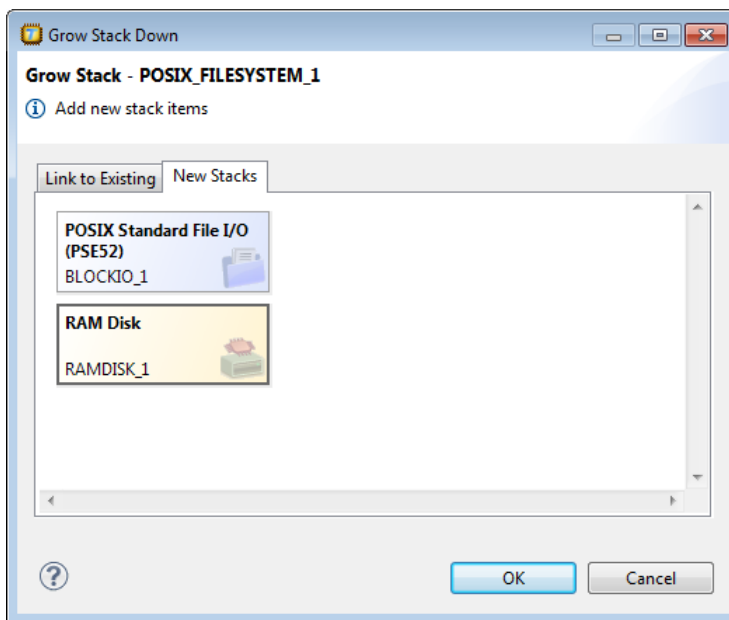 Grow Stack Down
Grow Stack - POSIX_FILESYSTEM_1
Add new stack items
Link to Existing
New Stacks
POSIX Standard File I/O
(PSE52)
BLOCKIO_1
RAM Disk
RAMDISK_1
OK
Cancel